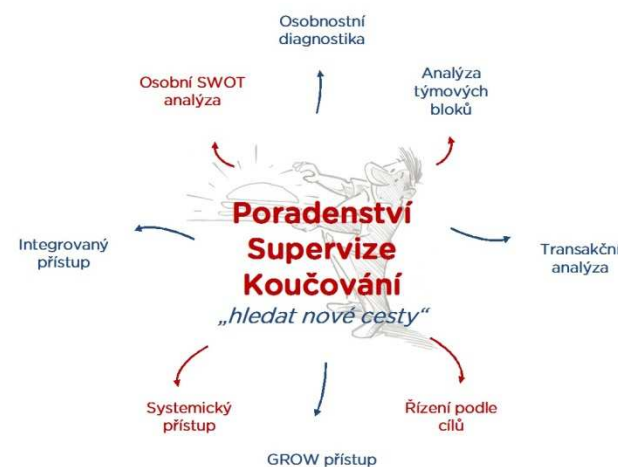 Osobnostní
diagnostika
Osobní SWOT
analýza
Analýza
týmových
bloků
Poradenství
Supervize
Koučování
„hledat nové cesty“
Integrovaný
přístup
Transakční
analýza
Systemický
přístup
Řízení podle
cílů
GROW přístup